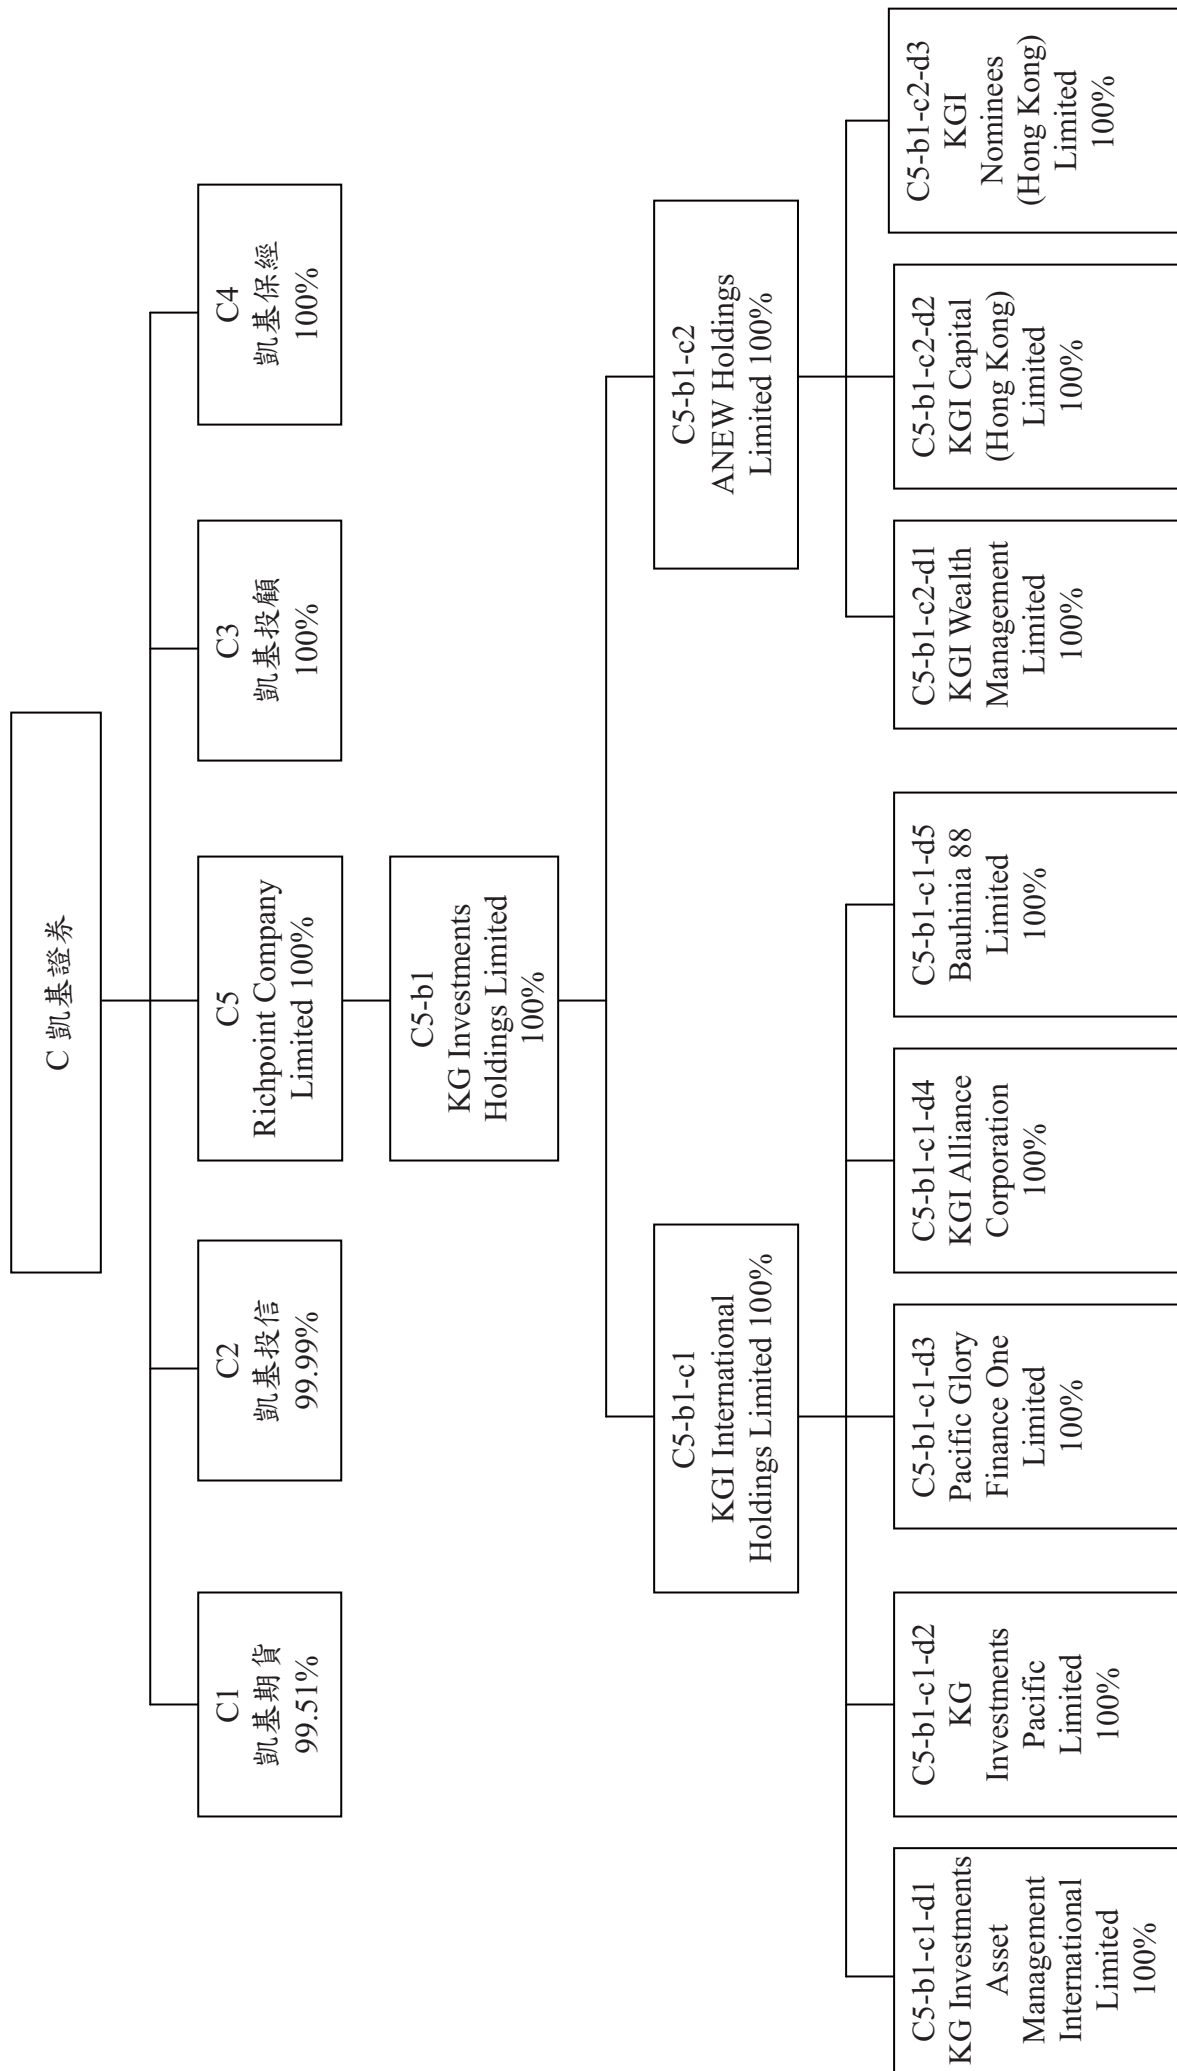 C 凱基證券
C1
凱基期貨
99.51%
C2
凱基投信
99.99%
C5
Richpoint Company
Limited 100%
C3
凱基投顧
100%
C4
凱基保經
100%
C5-b1
KG Investments
Holdings Limited
100%
C5-b1-c1
KGI International
Holdings Limited 100%
C5-b1-c2
ANEW Holdings
Limited 100%
C5-b1-c1-d1
KG Investments
Asset
Management
International
Limited
100%
C5-b1-c1-d2
KG
Investments
Pacific
Limited
100%
C5-b1-c1-d3
Pacific Glory
Finance One
Limited
100%
C5-b1-c1-d4
KGI Alliance
Corporation
100%
C5-b1-c1-d5
Bauhinia 88
Limited
100%
C5-b1-c2-d1
KGI Wealth
Management
Limited
100%
C5-b1-c2-d2
KGI Capital
(Hong Kong)
Limited
100%
C5-b1-c2-d3
KGI
Nominees
(Hong Kong)
Limited
100%